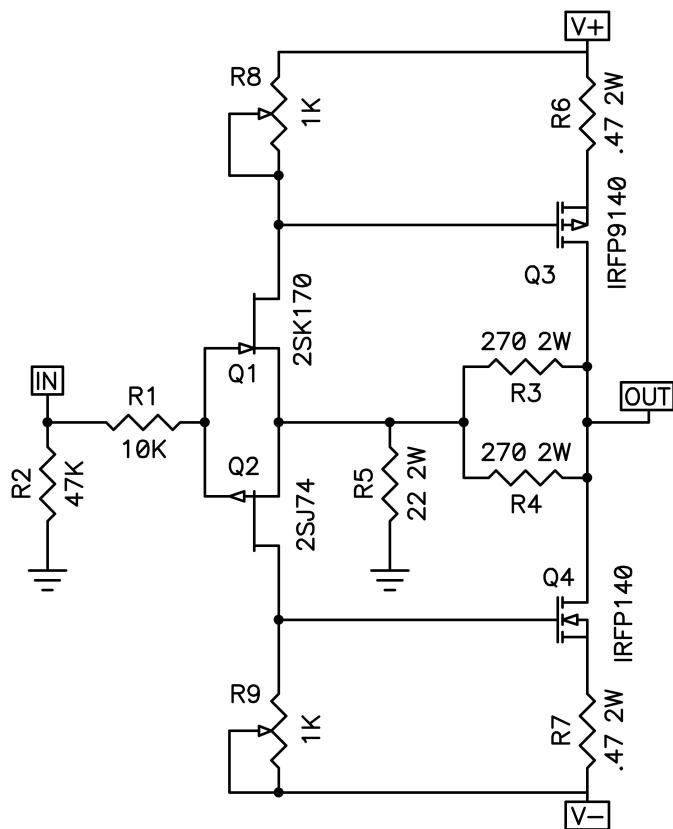 V+
R8
1K
R6
.47 2W
IRFP9140
Q3
2SK170
Q1
270 2W
R3
IN
R1
10K
OUT
R2
47K
Q2
2SJ74
R5
22 2W
270 2W
R4
Q4
IRFP140
R9
1K
R7
.47 2W
V-